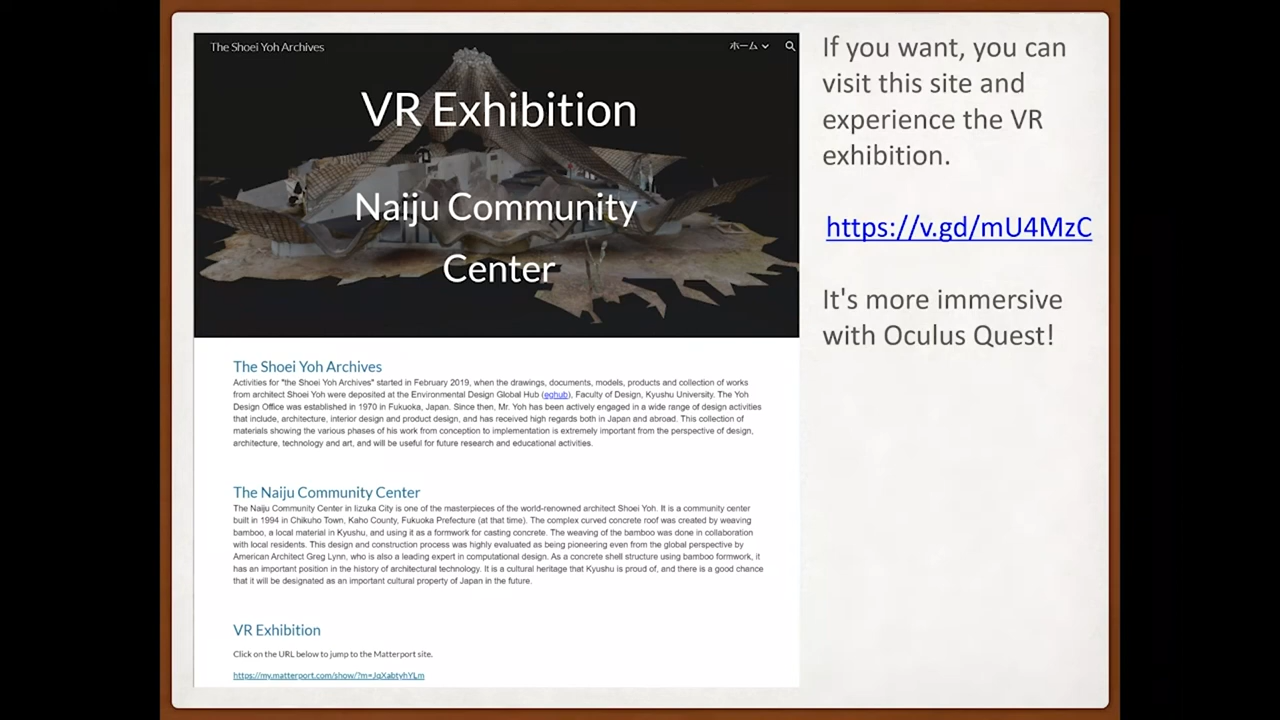 The Shoei Yoh Archives
ホーム
VR Exhibition
Naiju Community
Center
The Shoei Yoh Archives
Activities for "the Shoei Yoh Archives" started in February 2019, when the drawings, documents, models, products and collection of works
from architect Shoei Yoh were deposited at the Environmental Design Global Hub (eghub), Faculty of Design, Kyushu University. The Yoh
Design Office was established in 1970 in Fukuoka, Japan. Since then, Mr. Yoh has been actively engaged in a wide range of design activities
that include, architecture, interior design and product design, and has received high regards both in Japan and abroad. This collection of
materials showing the various phases of his work from conception to implementation is extremely important from the perspective of design,
architecture, technology and art, and will be useful for future research and educational activities.
The Naiju Community Center
The Naiju Community Center in Iizuka City is one of the masterpieces of the world-renowned architect Shoei Yoh. It is a community center
built in 1994 in Chikuho Town, Kaho County, Fukuoka Prefecture (at that time). The complex curved concrete roof was created by weaving
bamboo, a local material in Kyushu, and using it as a formwork for casting concrete. The weaving of the bamboo was done in collaboration
with local residents. This design and construction process was highly evaluated as being pioneering even from the global perspective by
American Architect Greg Lynn, who is also a leading expert in computational design. As a concrete shell structure using bamboo formwork, it
has an important position in the history of architectural technology. It is a cultural heritage that Kyushu is proud of, and there is a good chance
that it will be designated as an important cultural property of Japan in the future.
VR Exhibition
Click on the URL below to jump to the Matterport site.
https://my.matterport.com/show/?m=JqXabtyhYLm
If you want, you can
visit this site and
experience the VR
exhibition.
https://v.gd/mU4MzC
It's more immersive
with Oculus Quest!